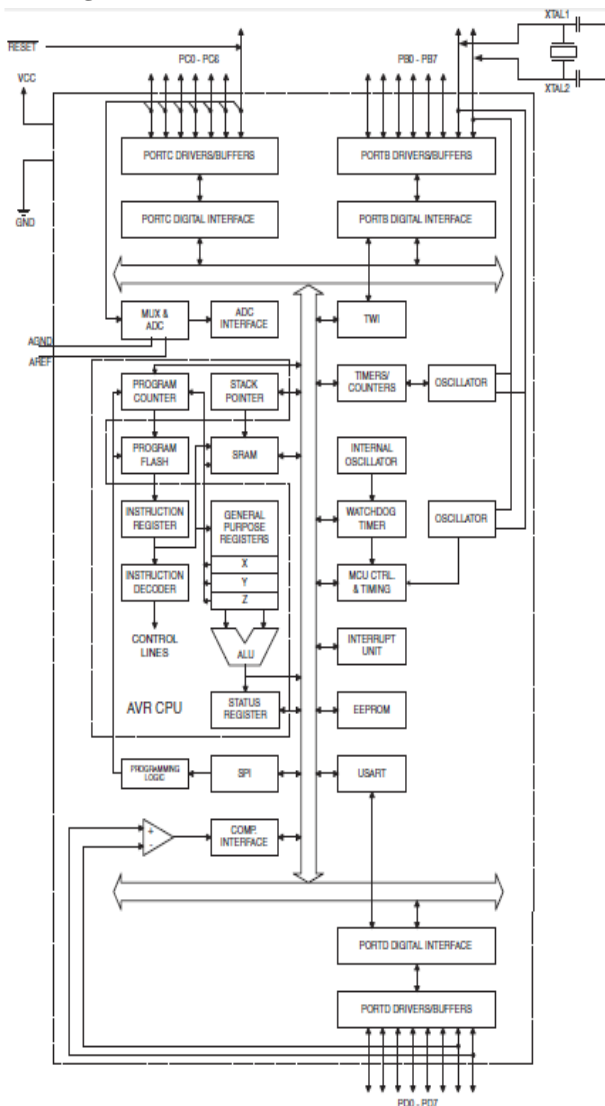 XTAL1
RESET
PC0 - PC6
PB0 - PB7
VCC
XTAL2
PORTC DRIVERS/BUFFERS
PORTB DRIVERS/BUFFERS
PORTC DIGITAL INTERFACE
PORTB DIGITAL INTERFACE
GND
MUX &
ADC
ADC
INTERFACE
TWI
AGND
AREF
PROGRAM
COUNTER
STACK
POINTER
TIMERS/
COUNTERS
OSCILLATOR
PROGRAM
FLASH
SRAM
INTERNAL
OSCILLATOR
INSTRUCTION
REGISTER
GENERAL
PURPOSE
REGISTERS
WATCHDOG
TIMER
OSCILLATOR
X
INSTRUCTION
DECODER
Y
MCU CTRL.
& TIMING
Z
CONTROL
LINES
ALU
INTERRUPT
UNIT
AVR CPU
STATUS
REGISTER
EEPROM
PROGRAMMING
LOGIC
SPI
USART
+
-
COMP.
INTERFACE
PORTD DIGITAL INTERFACE
PORTD DRIVERS/BUFFERS
PD0 - PD7